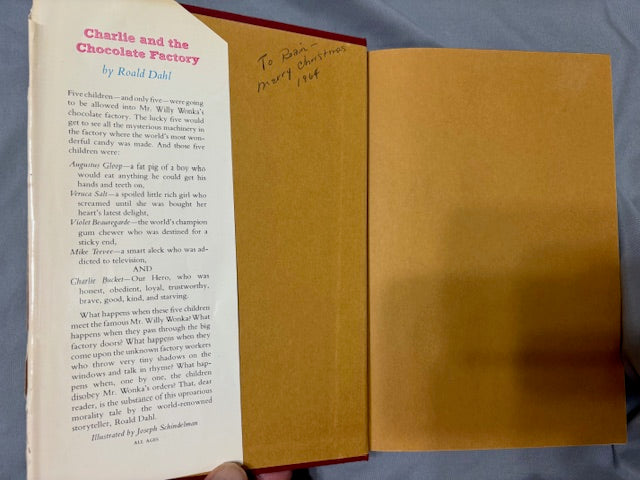 Charlie and the
Chocolate Factory
by Roald Dahl
Five children—and only five—were going
to be allowed into Mr. Willy Wonka's
chocolate factory. The lucky five would
get to see all the mysterious machinery in
the factory where the world's most won-
derful candy was made. And those five
children were:
Augustus Gloop—a fat pig of a boy who
would eat anything he could get his
hands and teeth on,
Veruca Salt—a spoiled little rich girl who
screamed until she was bought her
heart's latest delight,
Violet Beauregarde—the world's champion
gum chewer who was destined for a
sticky end,
Mike Teevee—a smart aleck who was ad-
dicted to television,
AND
Charlie Bucket—Our Hero, who was
honest, obedient, loyal, trustworthy,
brave, good, kind, and starving.
What happens when these five children
meet the famous Mr. Willy Wonka? What
happens when they pass through the big
factory doors? What happens when they
come upon the unknown factory workers
who throw very tiny shadows on the
windows and talk in rhyme? What hap-
pens when, one by one, the children
disobey Mr. Wonka's orders? That, dear
reader, is the substance of this uproarious
morality tale by the world-renowned
storyteller, Roald Dahl.
Illustrated by Joseph Schindelman
ALL AGES
To
Merry Christmas
1964